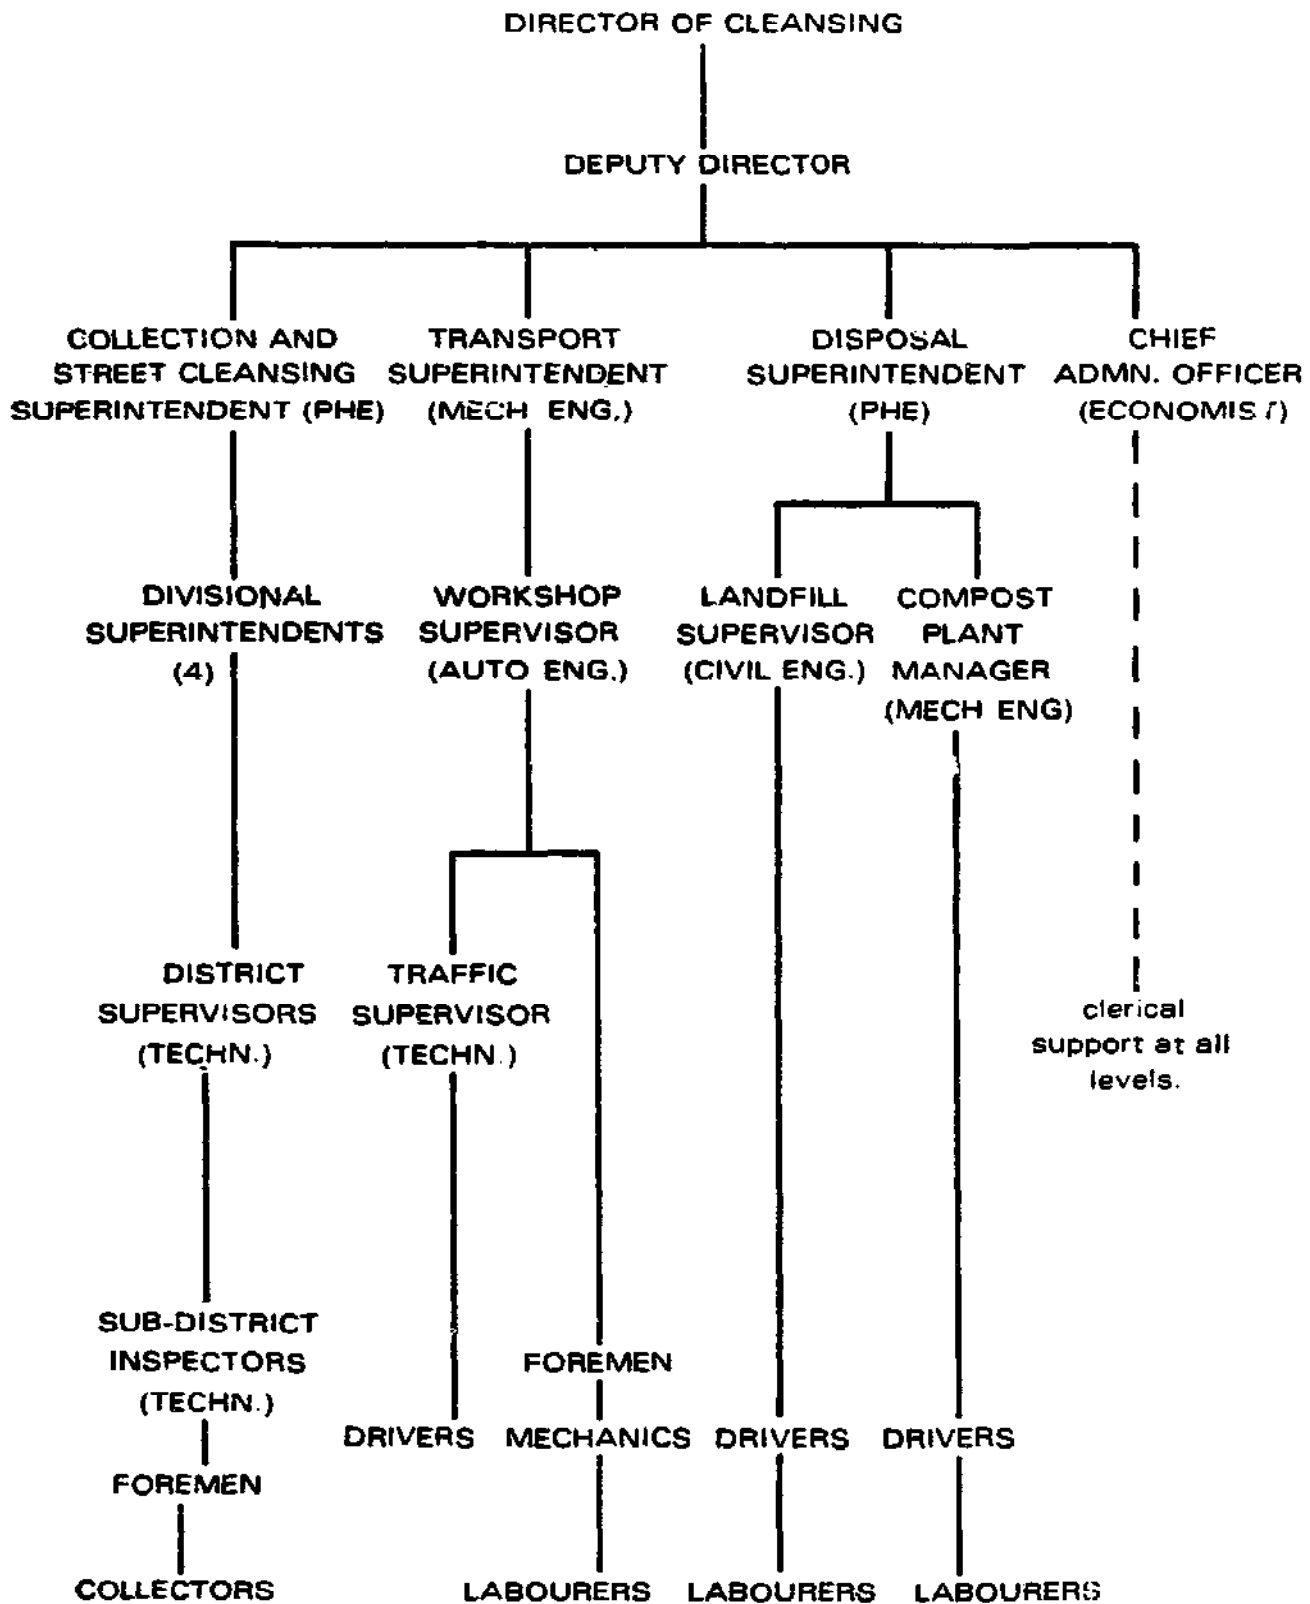 DIRECTOR OF CLEANSING
DEPUTY DIRECTOR
COLLECTION AND
STREET CLEANSING
SUPERINTENDENT (PHE)
TRANSPORT
SUPERINTENDENT
(MECH ENG.)
DISPOSAL
SUPERINTENDENT
(PHE)
CHIEF
ADMN. OFFICER
(ECONOMIST)
DIVISIONAL
SUPERINTENDENTS
(4)
WORKSHOP
SUPERVISOR
(AUTO ENG.)
LANDFILL
SUPERVISOR
(CIVIL ENG.)
COMPOST
PLANT
MANAGER
(MECH ENG)
DISTRICT
SUPERVISORS
(TECHN.)
TRAFFIC
SUPERVISOR
(TECHN.)
clerical
support at all
levels.
SUB-DISTRICT
INSPECTORS
(TECHN.)
FOREMEN
DRIVERS
MECHANICS
DRIVERS
DRIVERS
FOREMEN
COLLECTORS
LABOURERS
LABOURERS
LABOURERS